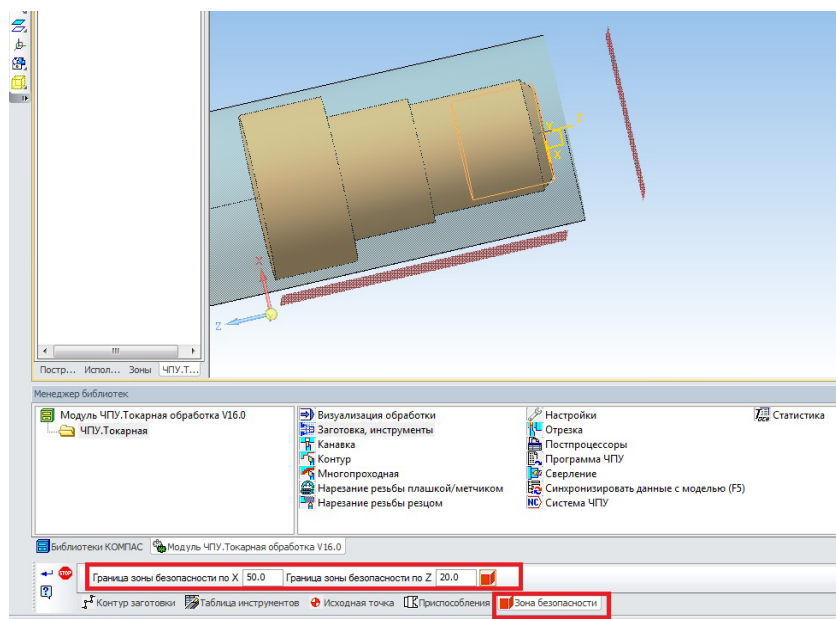 Y
Z
X
X
Z
Постр... Испол... Зоны ЧПУ.Т...
Менеджер библиотек
Модуль ЧПУ.Токарная обработка V16.0
ЧПУ.Токарная
Визуализация обработки
Заготовка, инструменты
Канавка
Контур
Многопроходная
Нарезание резьбы плашкой/метчиком
Нарезание резьбы резцом
Настройки
Отрезка
Постпроцессоры
Программа ЧПУ
Сверление
Синхронизировать данные с моделью (F5)
NC Система ЧПУ
Статистика
Библиотеки КОМПАС Модуль ЧПУ.Токарная обработка V16.0
STOP Граница зоны безопасности по X 50.0 Граница зоны безопасности по Z 20.0
Контур заготовки Таблица инструментов Исходная точка Приспособления Зона безопасности